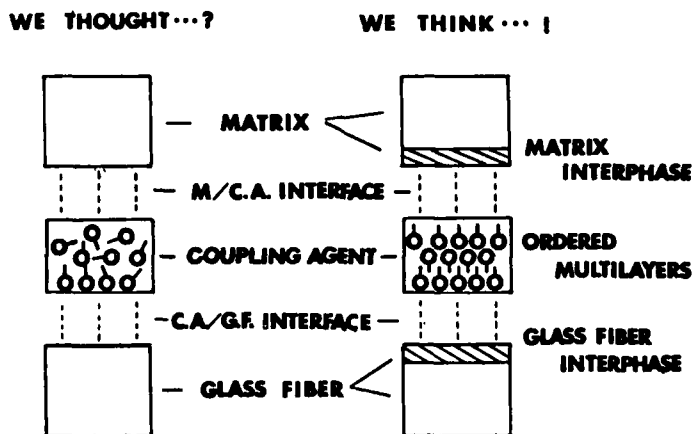 WE THOUGHT...?
WE THINK... !
MATRIX
MATRIX
INTERPHASE
M/C.A. INTERFACE
COUPLING AGENT
ORDERED
MULTILAYERS
C.A/G.F. INTERFACE
GLASS FIBER
INTERPHASE
GLASS FIBER